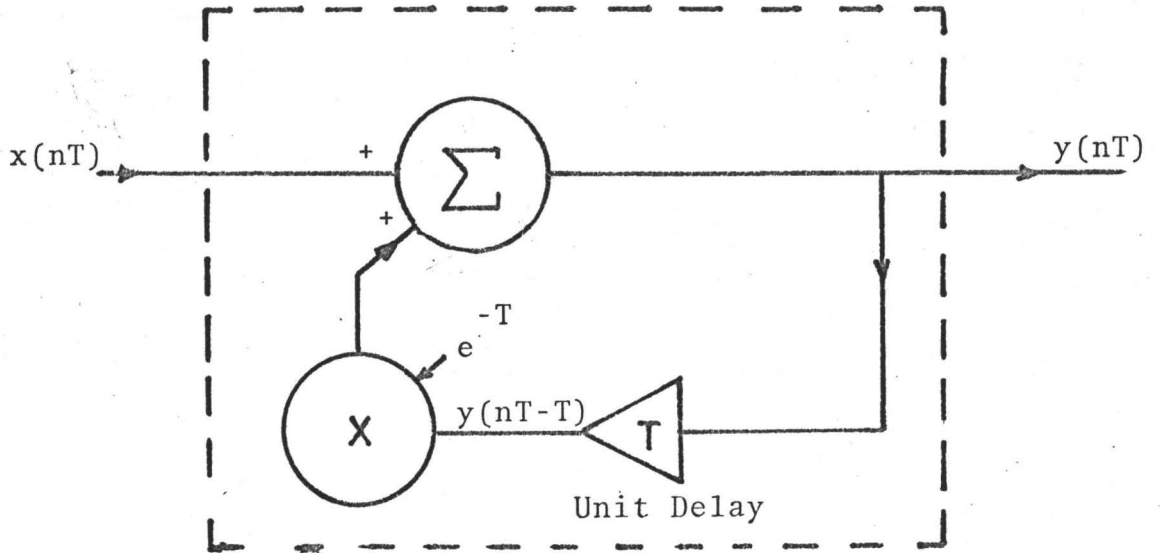 x(nT)
+
Σ
y(nT)
+
e^-T
X
y(nT-T)
T
Unit Delay